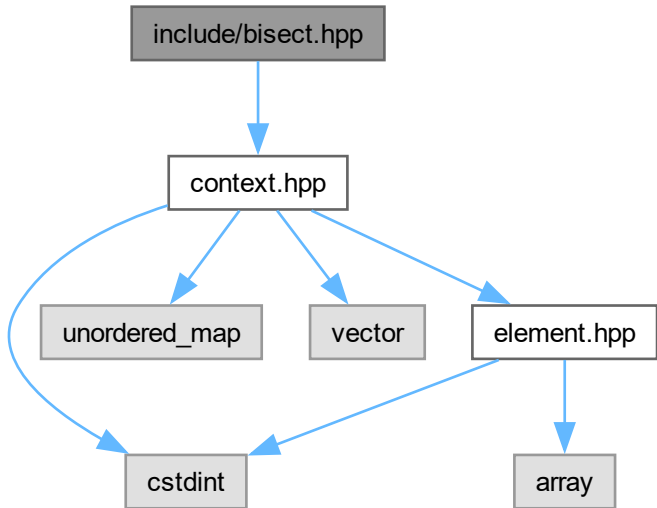 include/bisect.hpp
context.hpp
unordered_map
vector
element.hpp
cstdint
array